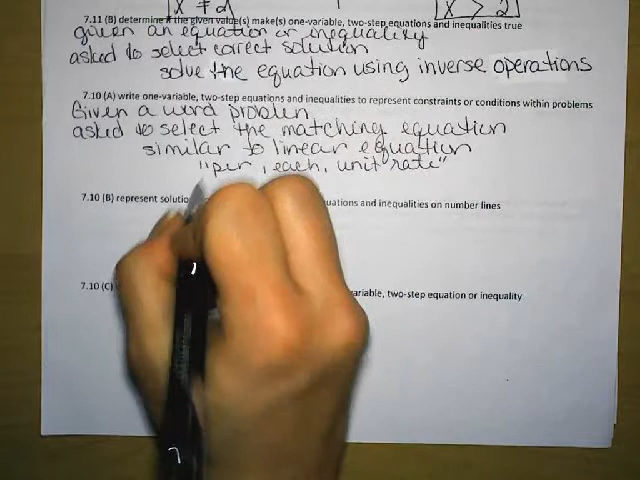 x ≠ 2
x > 2
7.11 (B) determine if the given value(s) make(s) one-variable, two-step equations and inequalities true
given an equation or inequality
asked to select correct solution
solve the equation using inverse operations
7.10 (A) write one-variable, two-step equations and inequalities to represent constraints or conditions within problems
Given a word problem
asked to select the matching equation
similar to linear equation
"per, each, unit rate"
7.10 (B) represent solutio uations and inequalities on number lines
7.10 (C) ariable, two-step equation or inequality